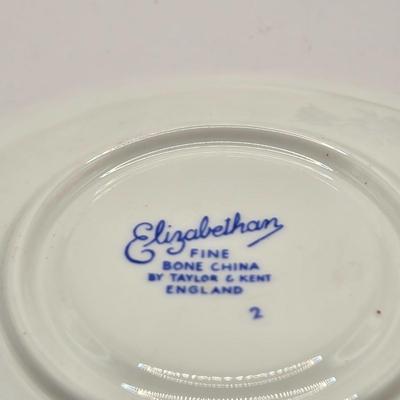 Elizabethan
FINE
BONE CHINA
BY TAYLOR & KENT
ENGLAND
2